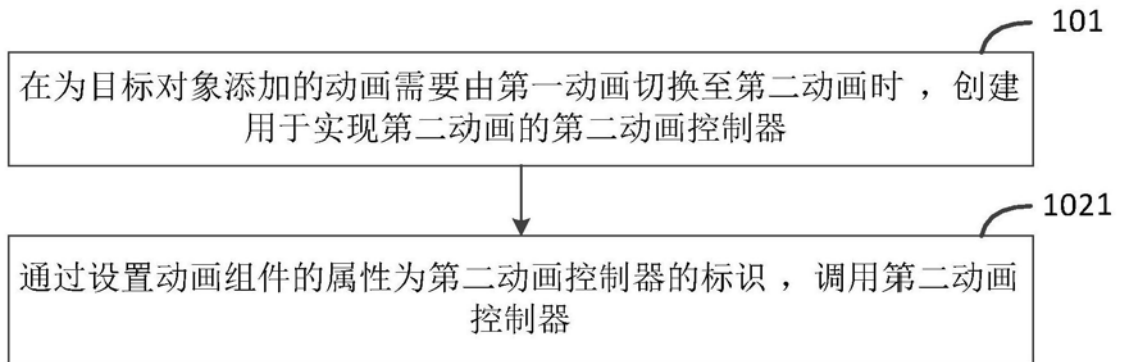 101
在为目标对象添加的动画需要由第一动画切换至第二动画时，创建
用于实现第二动画的第二动画控制器
1021
通过设置动画组件的属性为第二动画控制器的标识，调用第二动画
控制器